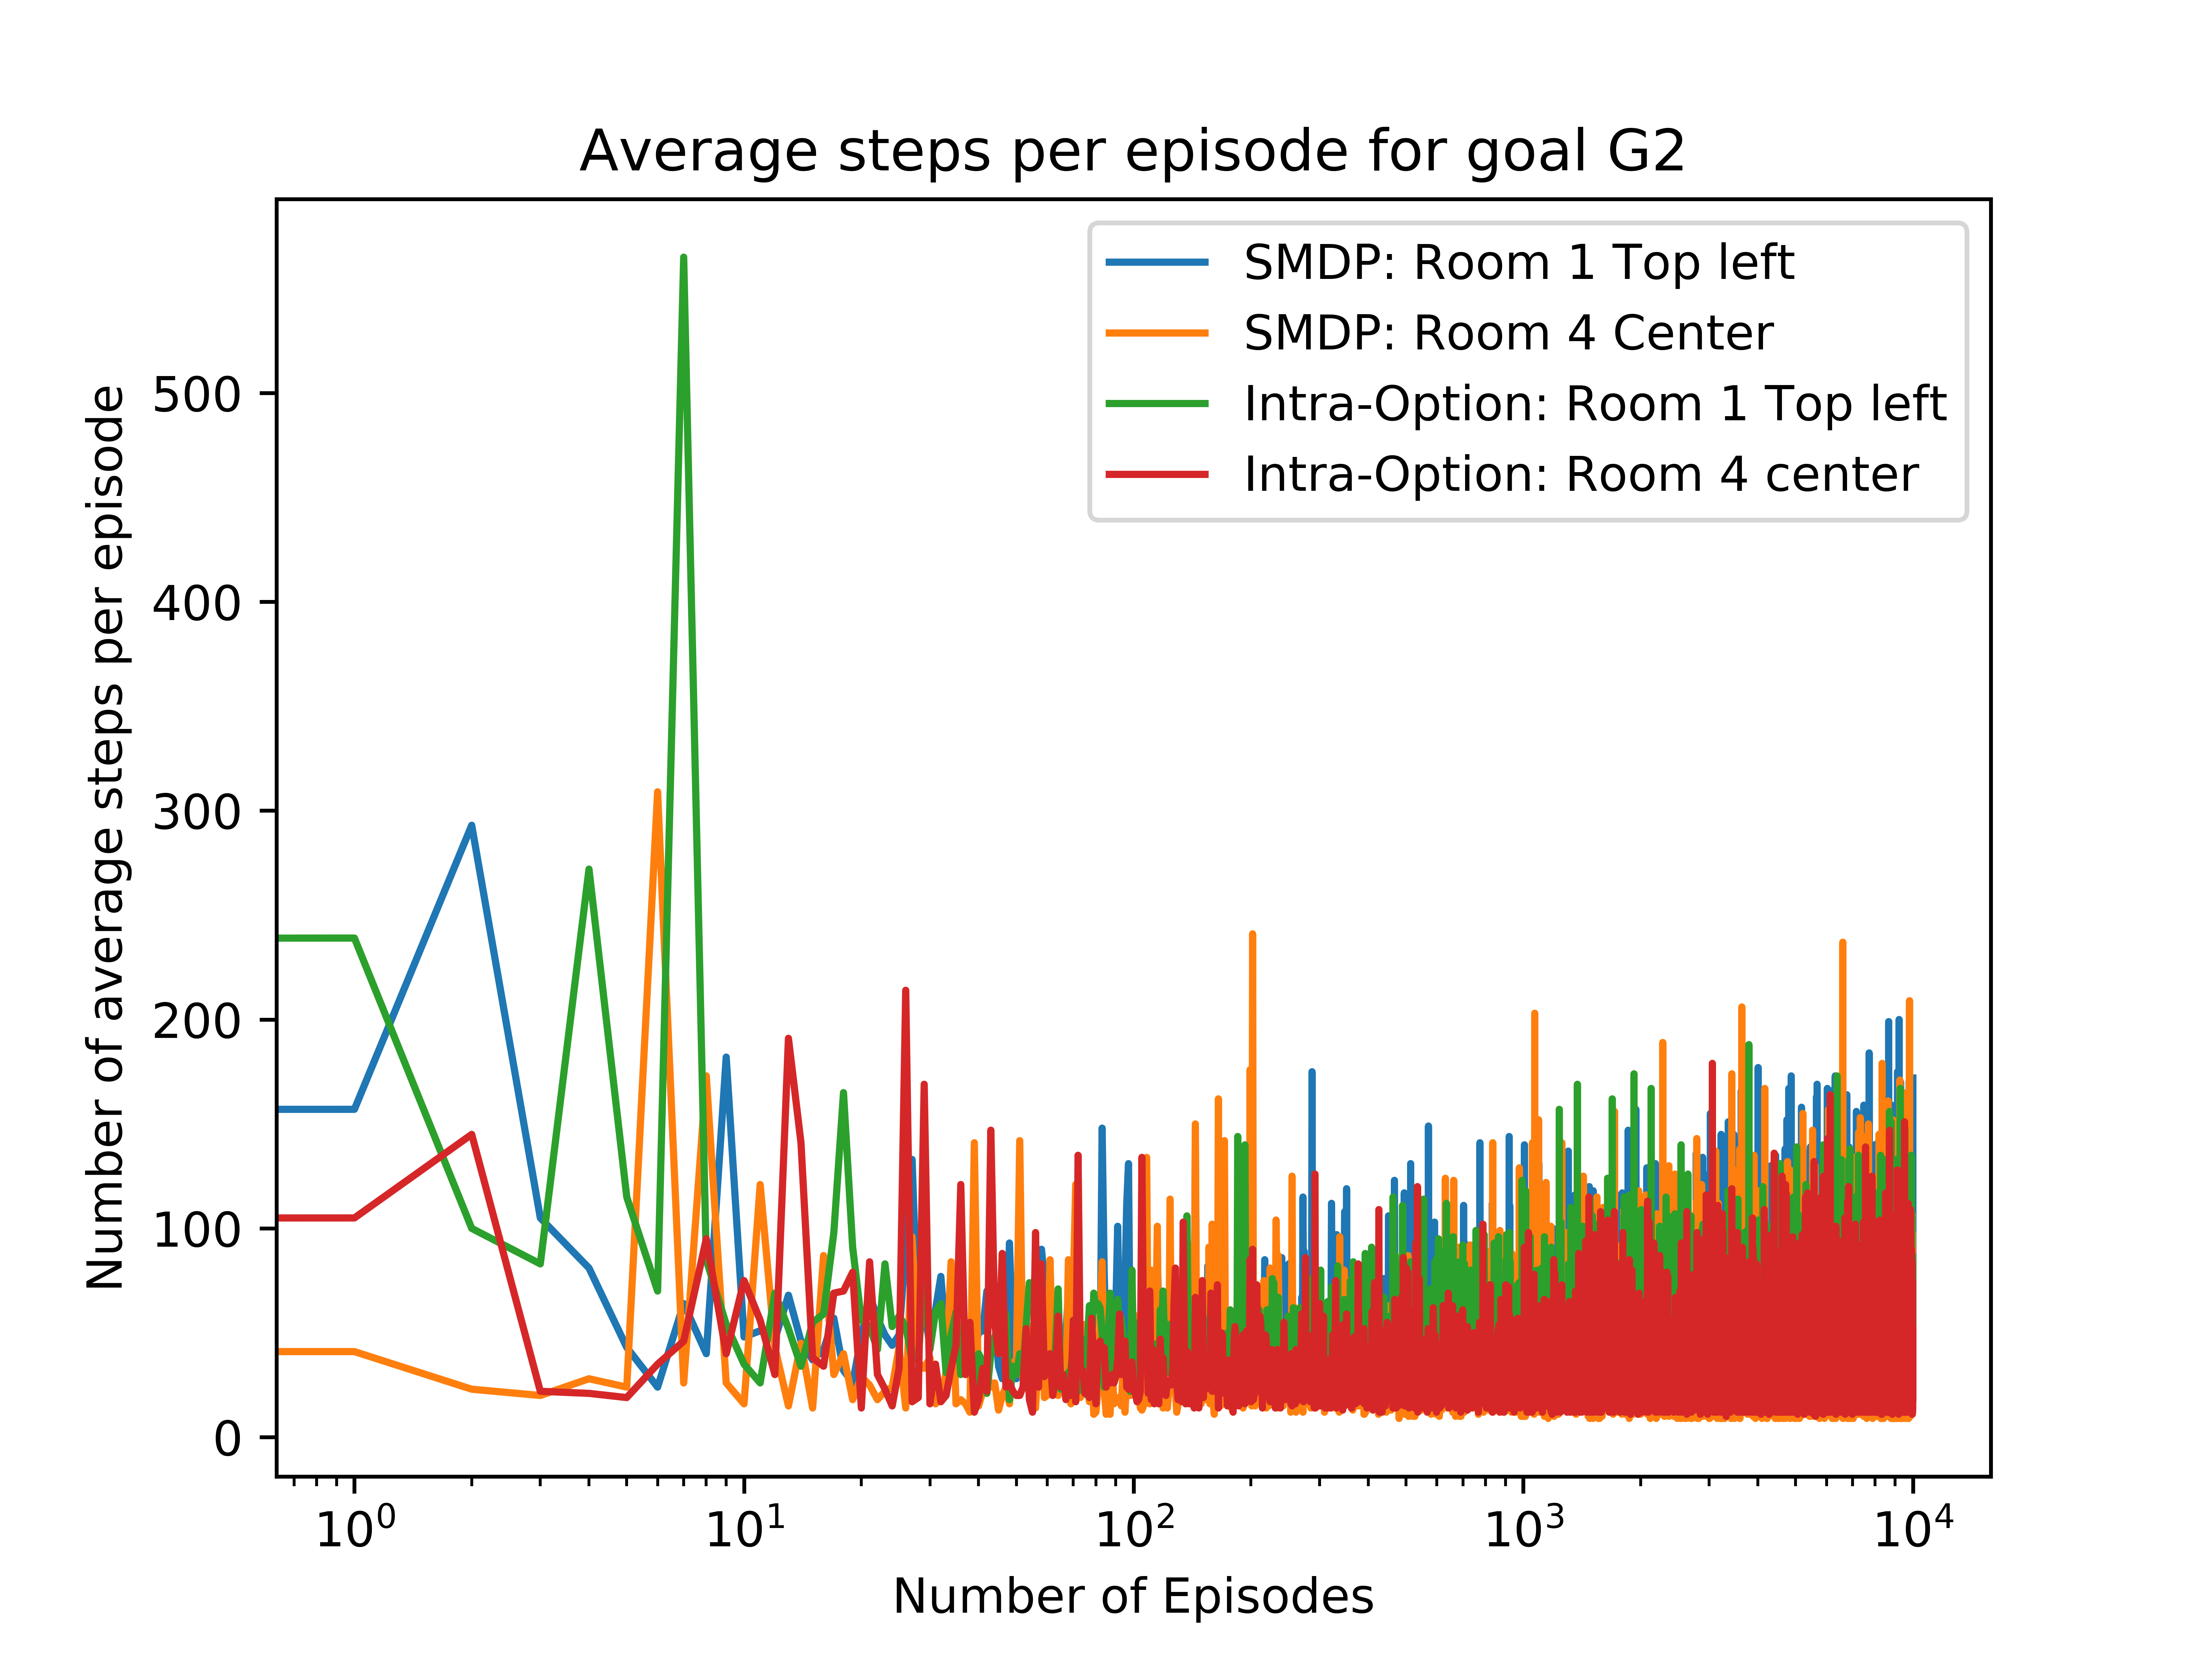 Average steps per episode for goal G2
SMDP: Room 1 Top left
SMDP: Room 4 Center
Intra-Option: Room 1 Top left
Intra-Option: Room 4 center
Number of average steps per episode
500
400
300
200
100
0
10⁰ 10¹ 10² 10³ 10⁴
Number of Episodes